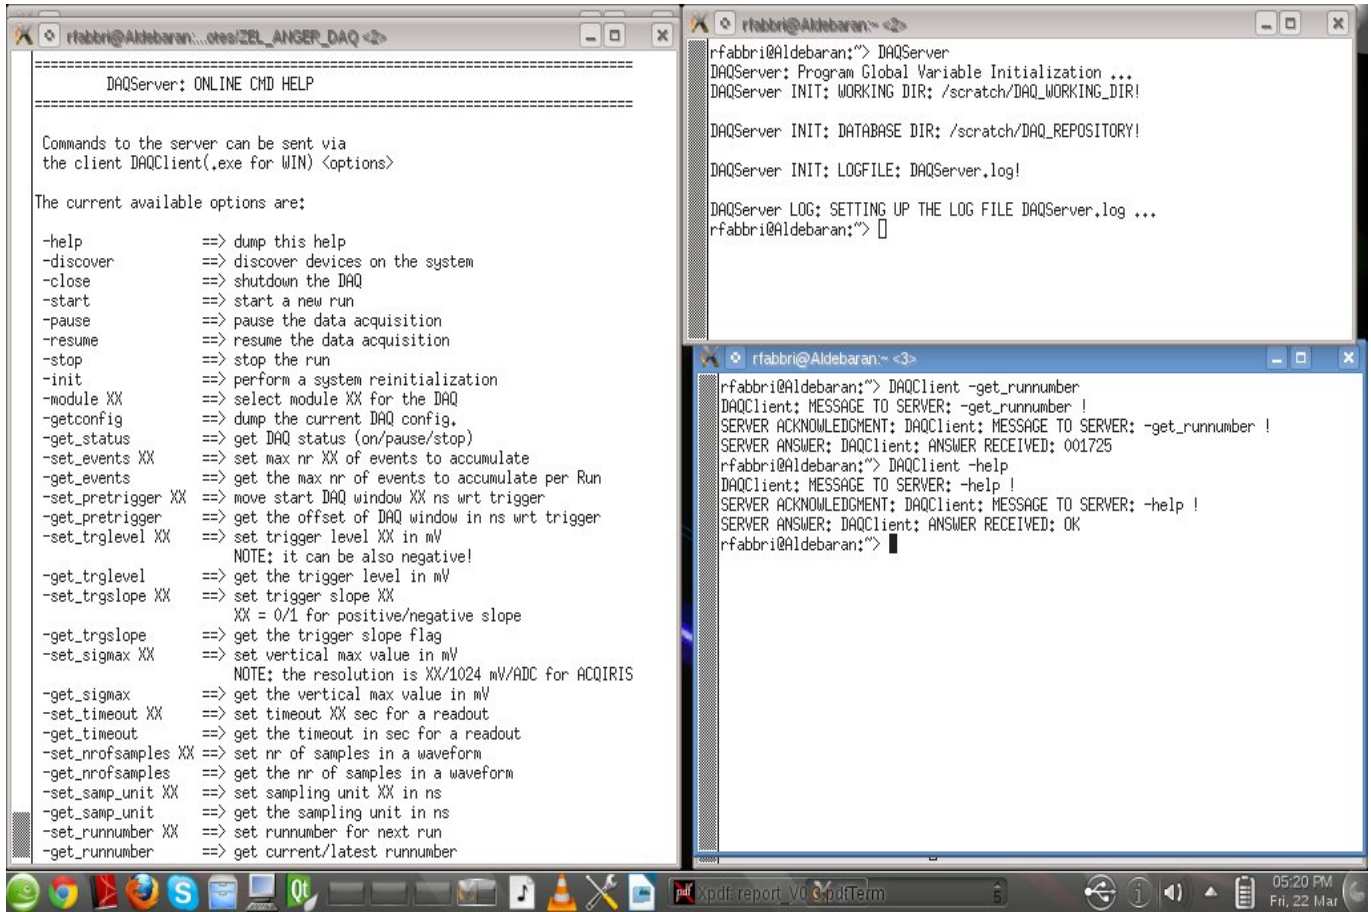 rfabbri@Aldebaran:...otes/ZEL_ANGER_DAQ <2>
==========================================================================
DAQServer: ONLINE CMD HELP
==========================================================================
Commands to the server can be sent via
the client DAQClient(.exe for WIN) <options>
The current available options are:
-help ==> dump this help
-discover ==> discover devices on the system
-close ==> shutdown the DAQ
-start ==> start a new run
-pause ==> pause the data acquisition
-resume ==> resume the data acquisition
-stop ==> stop the run
-init ==> perform a system reinitialization
-module XX ==> select module XX for the DAQ
-getconfig ==> dump the current DAQ config.
-get_status ==> get DAQ status (on/pause/stop)
-set_events XX ==> set max nr XX of events to accumulate
-get_events ==> get the max nr of events to accumulate per Run
-set_pretrigger XX ==> move start DAQ window XX ns wrt trigger
-get_pretrigger ==> get the offset of DAQ window in ns wrt trigger
-set_trglevel XX ==> set trigger level XX in mV
NOTE: it can be also negative!
-get_trglevel ==> get the trigger level in mV
-set_trgslope XX ==> set trigger slope XX
XX = 0/1 for positive/negative slope
-get_trgslope ==> get the trigger slope flag
-set_sigmax XX ==> set vertical max value in mV
NOTE: the resolution is XX/1024 mV/ADC for ACQIRIS
-get_sigmax ==> get the vertical max value in mV
-set_timeout XX ==> set timeout XX sec for a readout
-get_timeout ==> get the timeout in sec for a readout
-set_nrofsamples XX ==> set nr of samples in a waveform
-get_nrofsamples ==> get the nr of samples in a waveform
-set_samp_unit XX ==> set sampling unit XX in ns
-get_samp_unit ==> get the sampling unit in ns
-set_runnumber XX ==> set runnumber for next run
-get_runnumber ==> get current/latest runnumber
rfabbri@Aldebaran:~ <2>
rfabbri@Aldebaran:~> DAQServer
DAQServer: Program Global Variable Initialization ...
DAQServer INIT: WORKING DIR: /scratch/DAQ_WORKING_DIR!
DAQServer INIT: DATABASE DIR: /scratch/DAQ_REPOSITORY!
DAQServer INIT: LOGFILE: DAQServer.log!
DAQServer LOG: SETTING UP THE LOG FILE DAQServer.log ...
rfabbri@Aldebaran:~>
rfabbri@Aldebaran:~ <3>
rfabbri@Aldebaran:~> DAQClient -get_runnumber
DAQClient: MESSAGE TO SERVER: -get_runnumber !
SERVER ACKNOWLEDGMENT: DAQClient: MESSAGE TO SERVER: -get_runnumber !
SERVER ANSWER: DAQClient: ANSWER RECEIVED: 001725
rfabbri@Aldebaran:~> DAQClient -help
DAQClient: MESSAGE TO SERVER: -help !
SERVER ACKNOWLEDGMENT: DAQClient: MESSAGE TO SERVER: -help !
SERVER ANSWER: DAQClient: ANSWER RECEIVED: OK
rfabbri@Aldebaran:~>
Qt
pdf Xpdf: 6
05:20 PM
Fri, 22 Mar